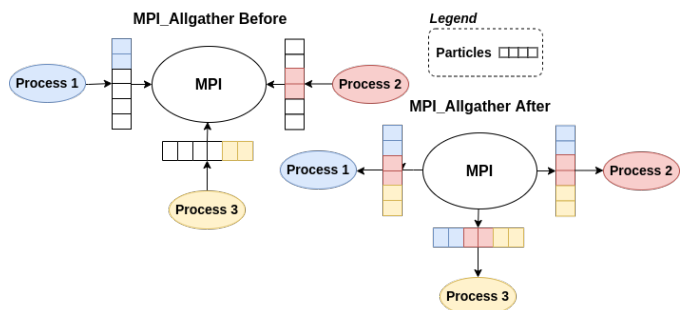 MPI_Allgather Before
Legend
Particles
Process 1
MPI
Process 2
MPI_Allgather After
Process 3
Process 1
MPI
Process 2
Process 3